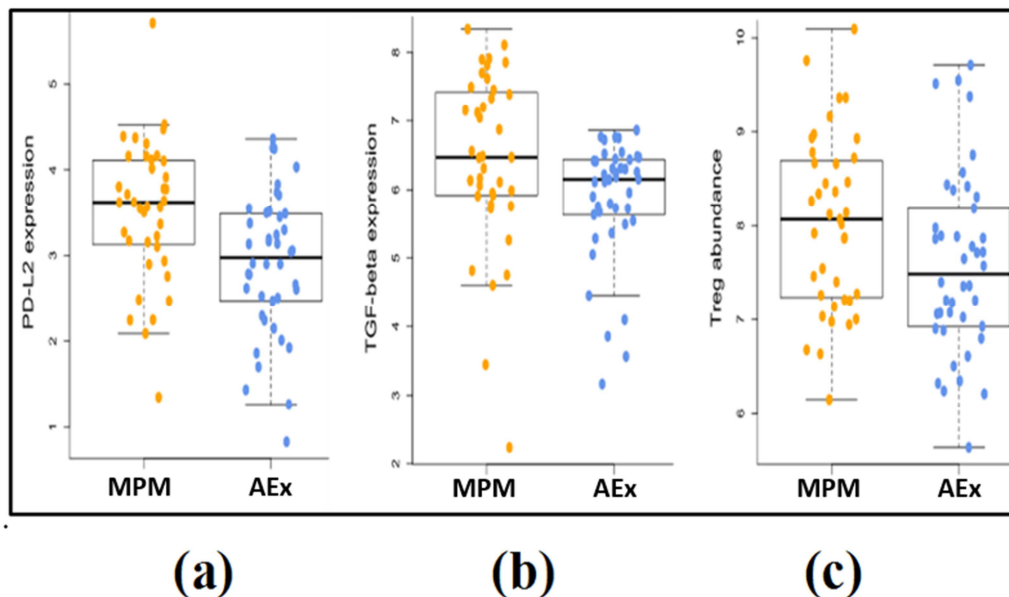 PD-L2 expression
5
4
3
2
1
MPM AEx
TGF-beta expression
8
7
6
5
4
3
2
MPM AEx
Treg abundance
10
9
8
7
6
MPM AEx
.
(a) (b) (c)